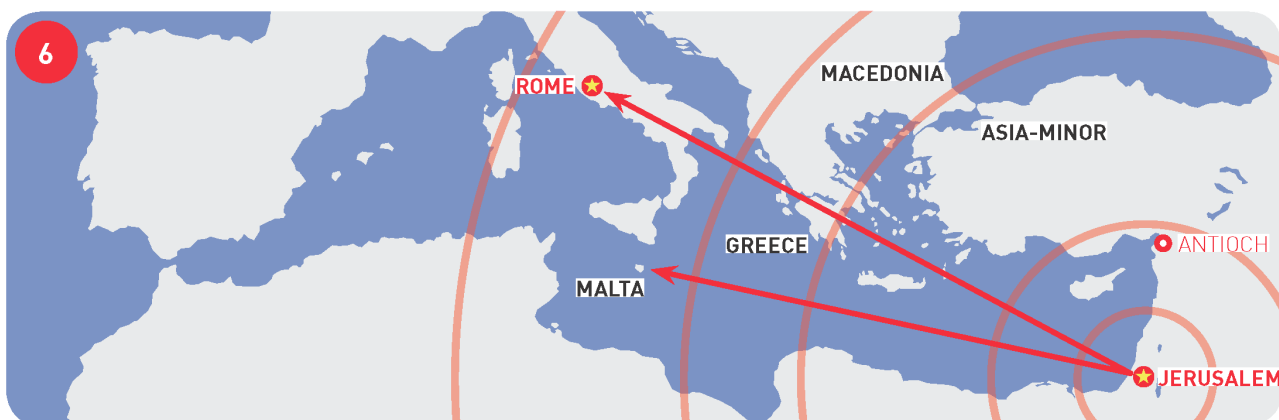 6
MACEDONIA
ROME
ASIA-MINOR
GREECE
ANTIOCH
MALTA
JERUSALEM